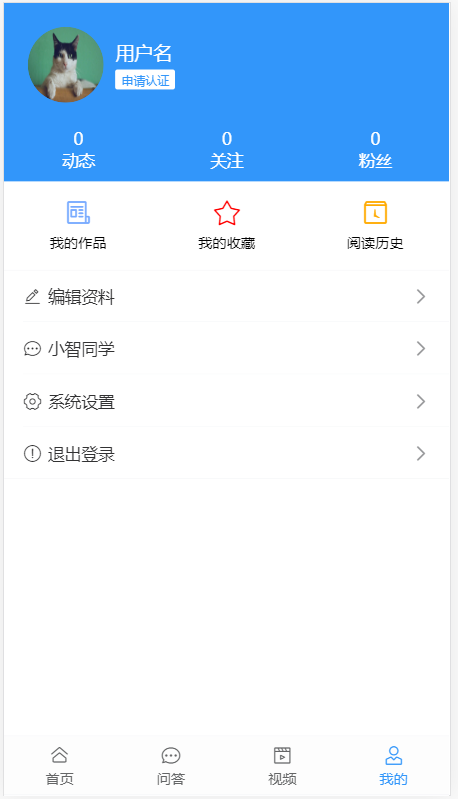 用户名
申请认证
0 0 0
动态 关注 粉丝
我的作品 我的收藏 阅读历史
编辑资料
小智同学
系统设置
退出登录
首页 问答 视频 我的